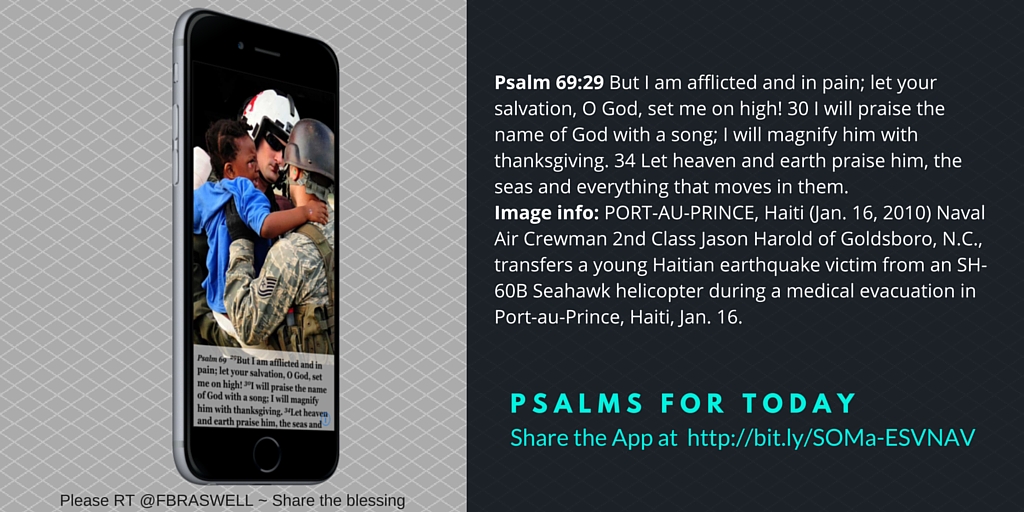 Psalm 69 29But I am afflicted and in
pain; let your salvation, O God, set
me on high! 30I will praise the name
of God with a song; I will magnify
him with thanksgiving. 34Let heaven
and earth praise him, the seas and
Please RT @FBRASWELL ~ Share the blessing
Psalm 69:29 But I am afflicted and in pain; let your
salvation, O God, set me on high! 30 I will praise the
name of God with a song; I will magnify him with
thanksgiving. 34 Let heaven and earth praise him, the
seas and everything that moves in them.
Image info: PORT-AU-PRINCE, Haiti (Jan. 16, 2010) Naval
Air Crewman 2nd Class Jason Harold of Goldsboro, N.C.,
transfers a young Haitian earthquake victim from an SH-
60B Seahawk helicopter during a medical evacuation in
Port-au-Prince, Haiti, Jan. 16.
PSALMS FOR TODAY
Share the App at http://bit.ly/SOMa-ESVNAV